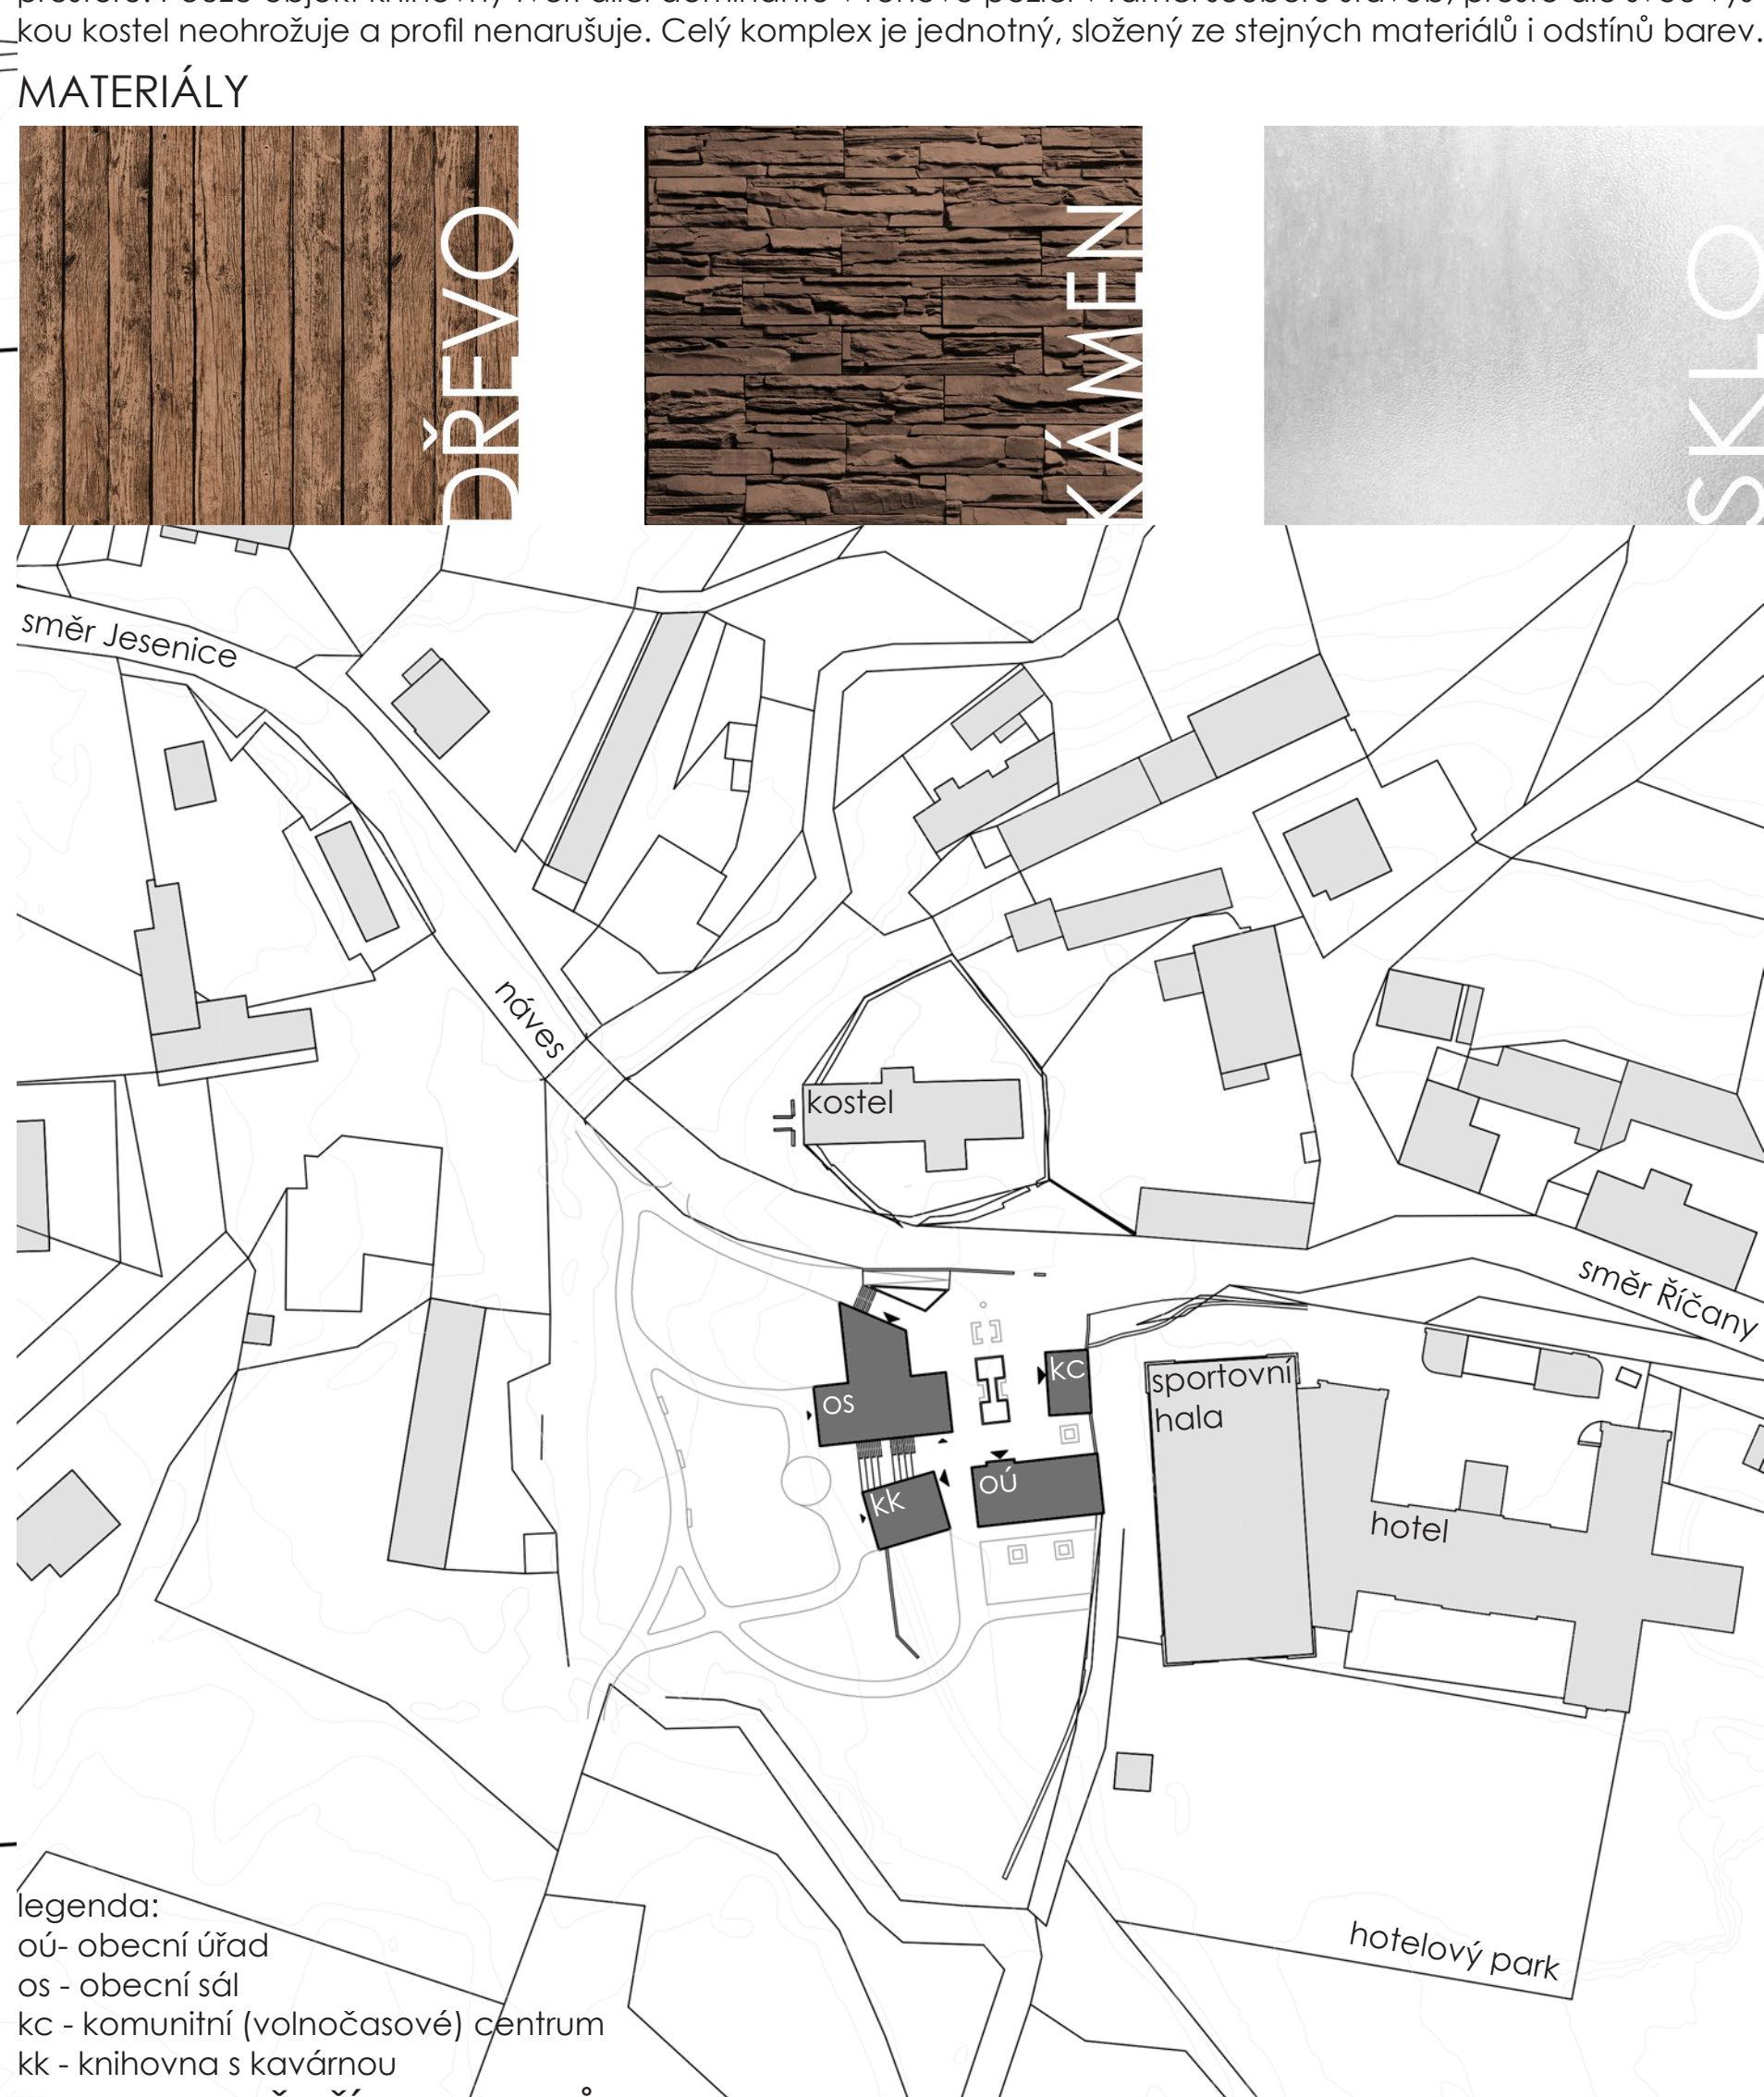 kou kostel neohrožuje a profil nenarušuje. Celý komplex je jednotný, složený ze stejných materiálů i odstínů barev.
MATERIÁLY
DŘEVO
KÁMEN
SKLO
směr Jesenice
náves
kostel
směr Říčany
kc
sportovní
hala
os
oú
kk
hotel
hotelový park
legenda:
oú- obecní úřad
os - obecní sál
kc - komunitní (volnočasové) centrum
kk - knihovna s kavárnou